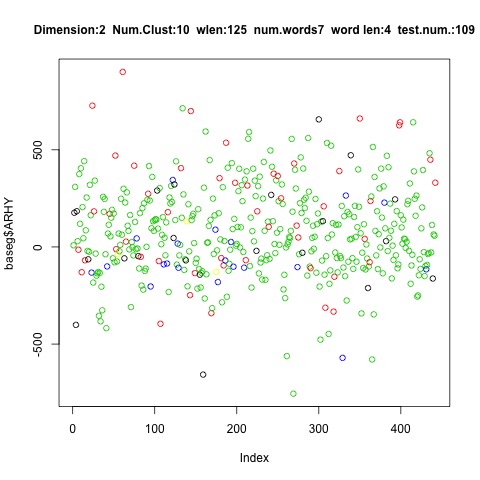 Dimension:2 Num.Clust:10 wlen:125 num.words7 word len:4 test.num.:109
500
0
-500
baseg$ARHY
0 100 200 300 400
Index